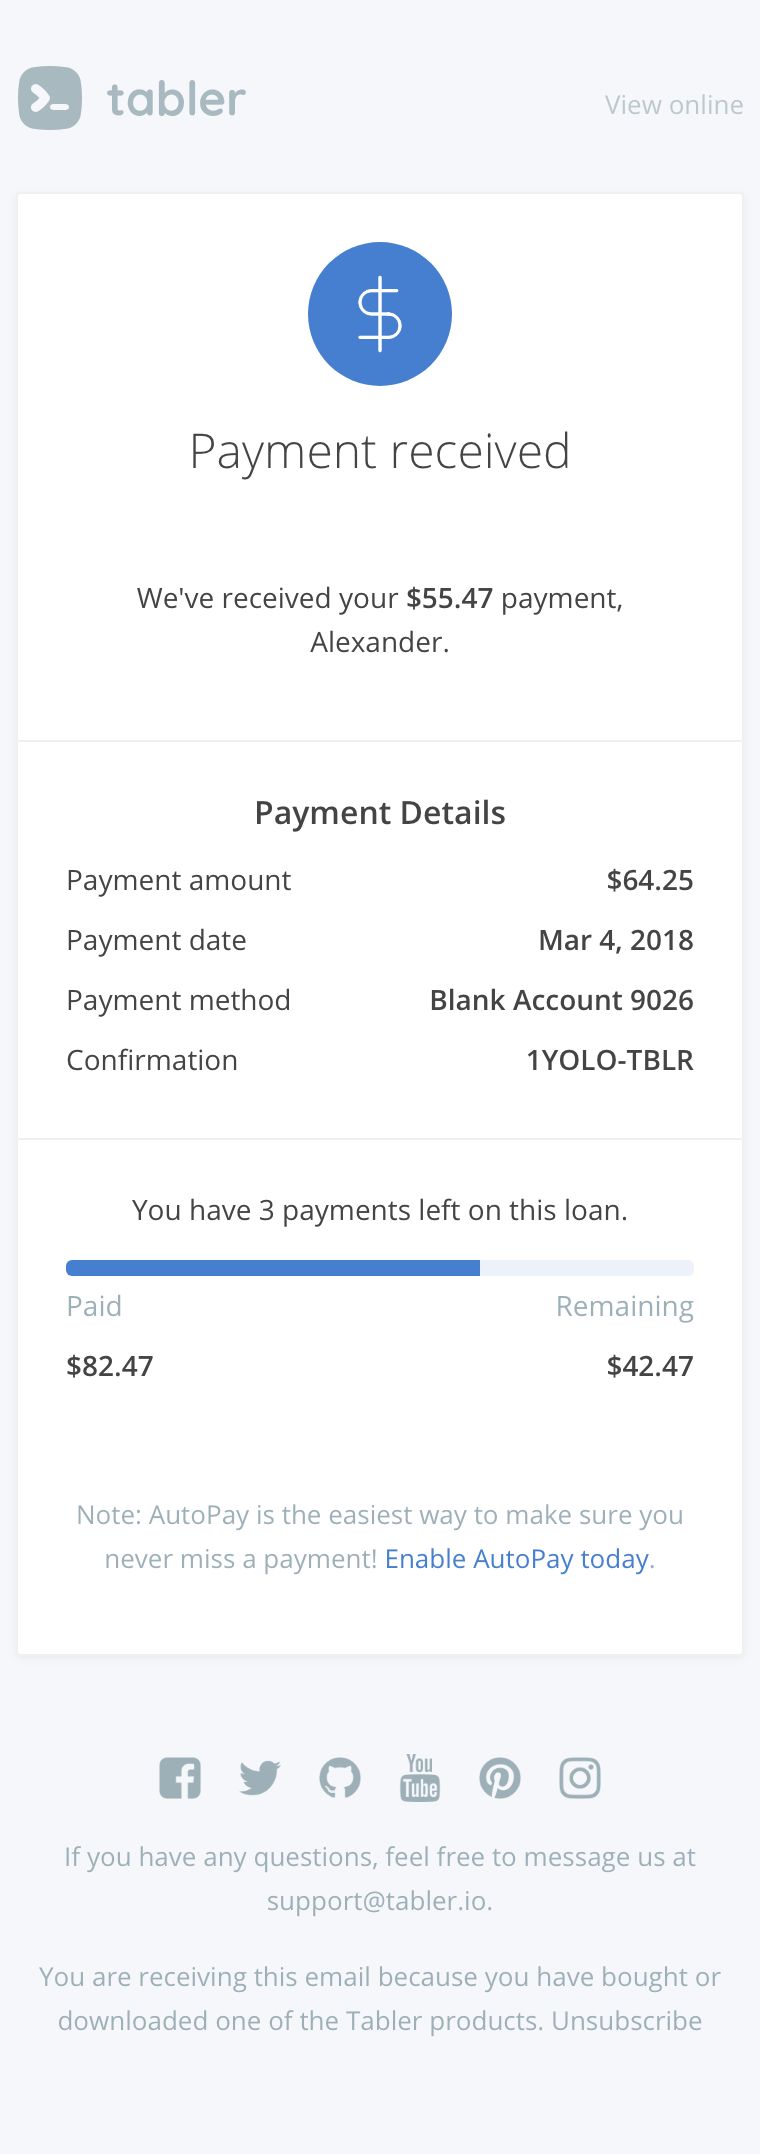 tabler
View online
Payment received
We've received your $55.47 payment,
Alexander.
Payment Details
Payment amount $64.25
Payment date Mar 4, 2018
Payment method Blank Account 9026
Confirmation 1YOLO-TBLR
You have 3 payments left on this loan.
Paid Remaining
$82.47 $42.47
Note: AutoPay is the easiest way to make sure you
never miss a payment! Enable AutoPay today.
You
Tube
If you have any questions, feel free to message us at
support@tabler.io.
You are receiving this email because you have bought or
downloaded one of the Tabler products. Unsubscribe